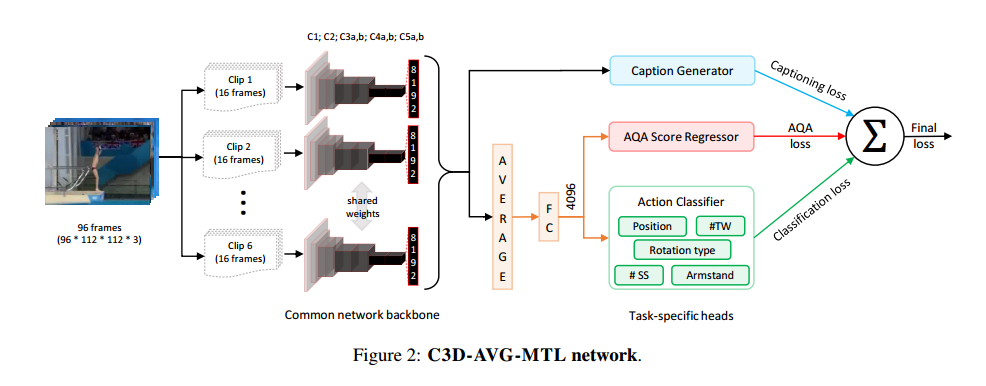 C1; C2; C3a,b; C4a,b; C5a,b
Clip 1
(16 frames)
8
1
9
2
Clip 2
(16 frames)
8
1
9
2
shared
weights
Clip 6
(16 frames)
8
1
9
2
96 frames
(96 * 112 * 112 * 3)
Common network backbone
A
V
E
R
A
G
E
F
C
4096
Caption Generator
AQA Score Regressor
Action Classifier
Position
#TW
Rotation type
# SS
Armstand
Task-specific heads
Captioning loss
AQA
loss
Classification loss
Σ
Final
loss
Figure 2: C3D-AVG-MTL network.